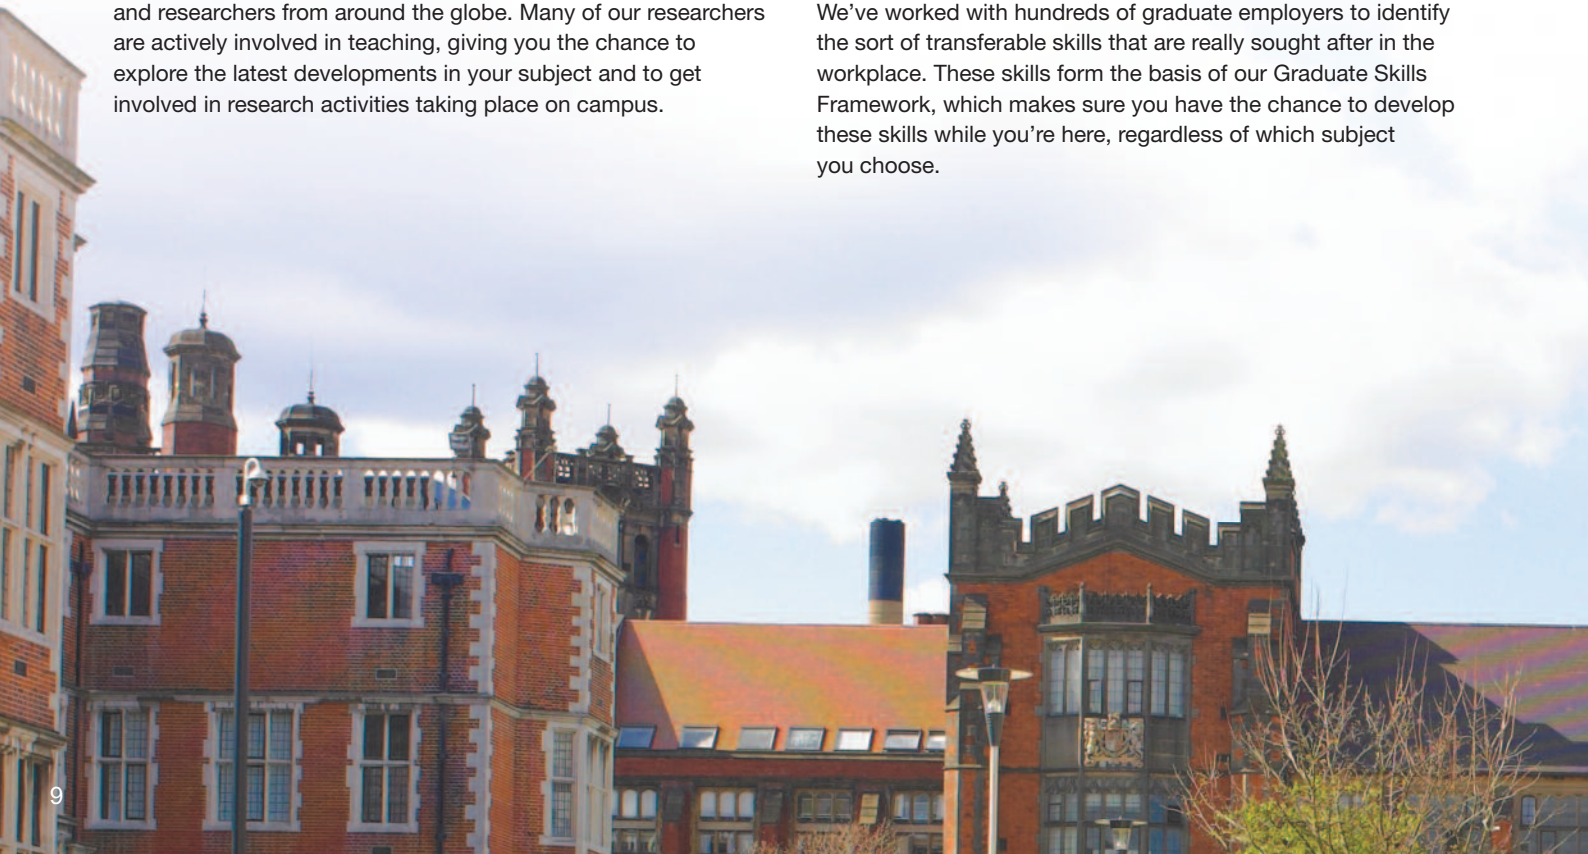 and researchers from around the globe. Many of our researchers
are actively involved in teaching, giving you the chance to
explore the latest developments in your subject and to get
involved in research activities taking place on campus.
We’ve worked with hundreds of graduate employers to identify
the sort of transferable skills that are really sought after in the
workplace. These skills form the basis of our Graduate Skills
Framework, which makes sure you have the chance to develop
these skills while you’re here, regardless of which subject
you choose.
9